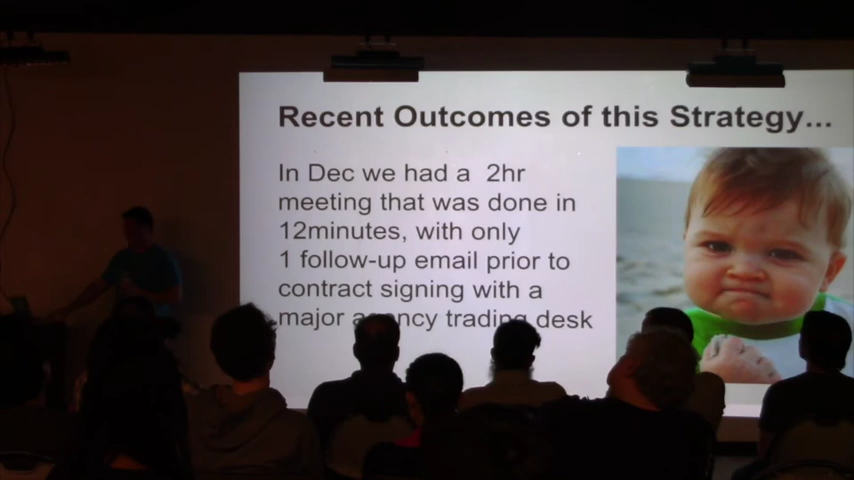 Recent Outcomes of this Strategy...
In Dec we had a 2hr
meeting that was done in
12minutes, with only
1 follow-up email prior to
contract signing with a
major agency trading desk